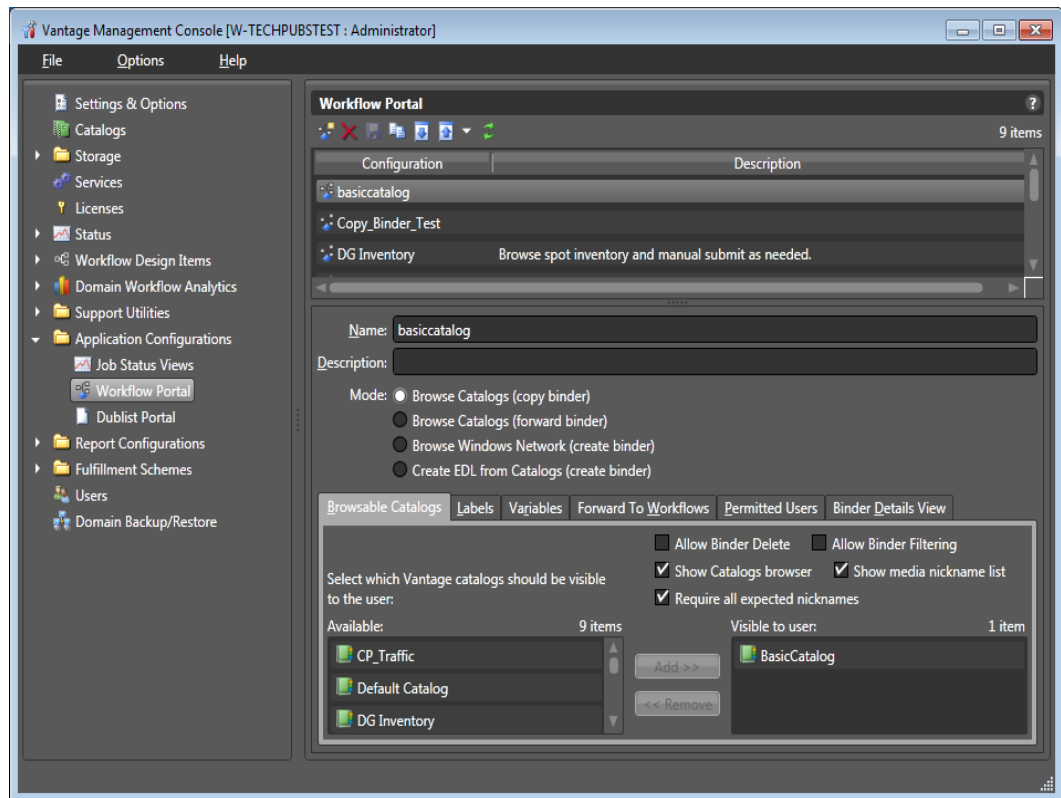 Vantage Management Console [W-TECHPUBSTEST : Administrator]
File Options Help
Settings & Options
Catalogs
Storage
Services
Licenses
Status
Workflow Design Items
Domain Workflow Analytics
Support Utilities
Application Configurations
Job Status Views
Workflow Portal
Dublist Portal
Report Configurations
Fulfillment Schemes
Users
Domain Backup/Restore
Workflow Portal ?
9 items
Configuration Description
basiccatalog
Copy_Binder_Test
DG Inventory Browse spot inventory and manual submit as needed.
Name: basiccatalog
Description:
Mode: Browse Catalogs (copy binder)
Browse Catalogs (forward binder)
Browse Windows Network (create binder)
Create EDL from Catalogs (create binder)
Browsable Catalogs Labels Variables Forward To Workflows Permitted Users Binder Details View
Allow Binder Delete Allow Binder Filtering
Show Catalogs browser Show media nickname list
Require all expected nicknames
Select which Vantage catalogs should be visible
to the user:
Available: 9 items
CP_Traffic
Default Catalog
DG Inventory
Add >>
<< Remove
Visible to user: 1 item
BasicCatalog